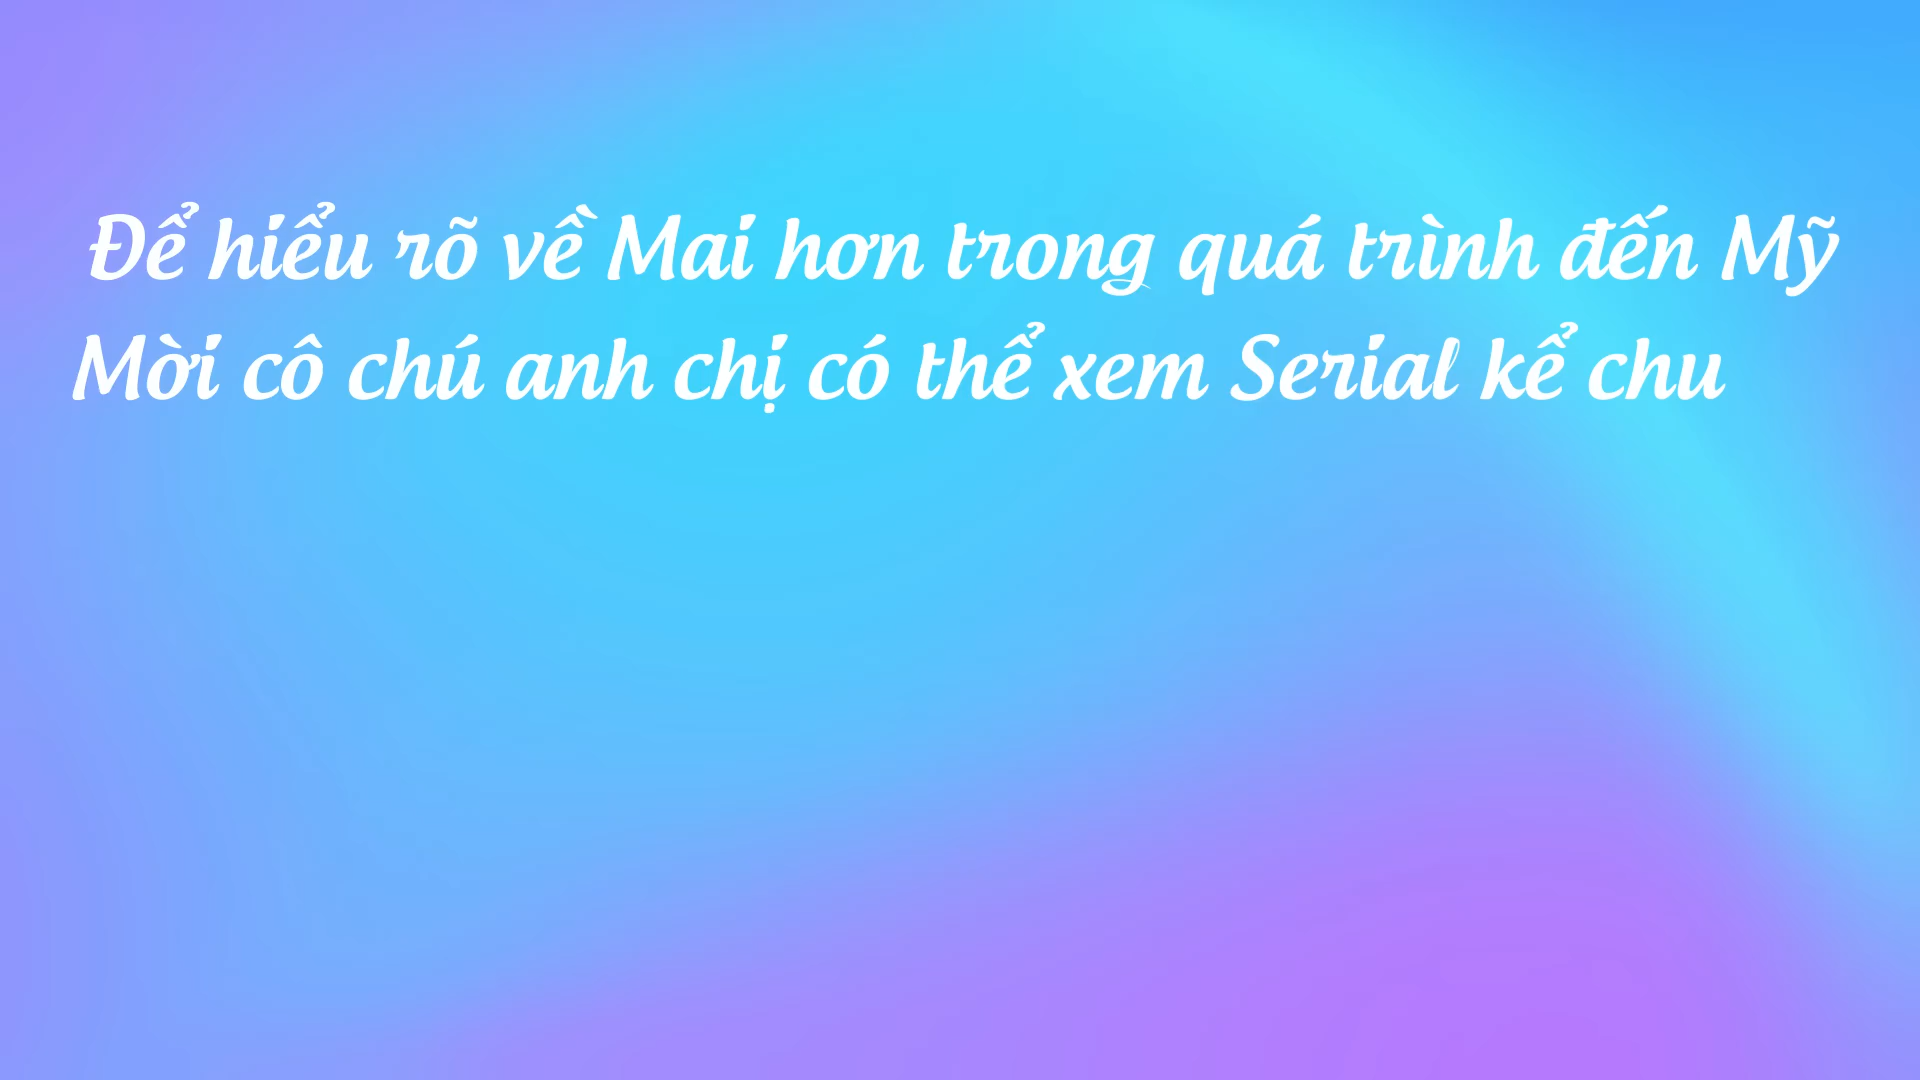 Để hiểu rõ về Mai hơn trong quá trình đến Mỹ
Mời cô chú anh chị có thể xem Serial kể chu